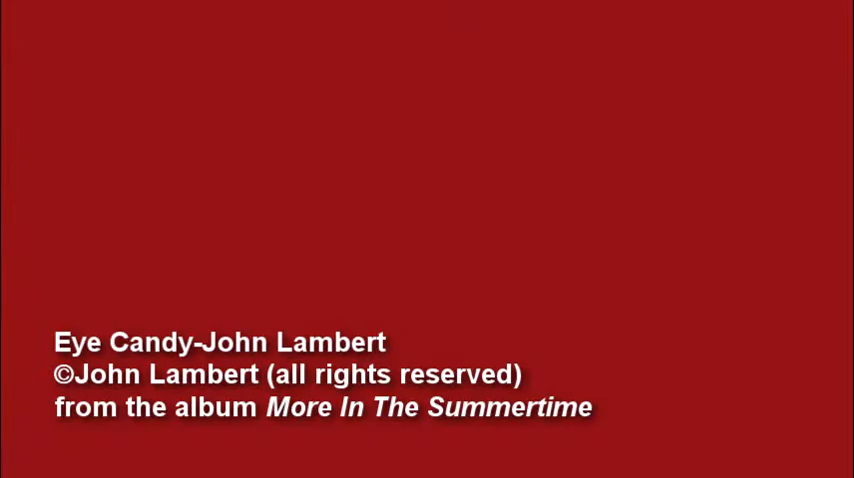 Eye Candy-John Lambert
©John Lambert (all rights reserved)
from the album More In The Summertime